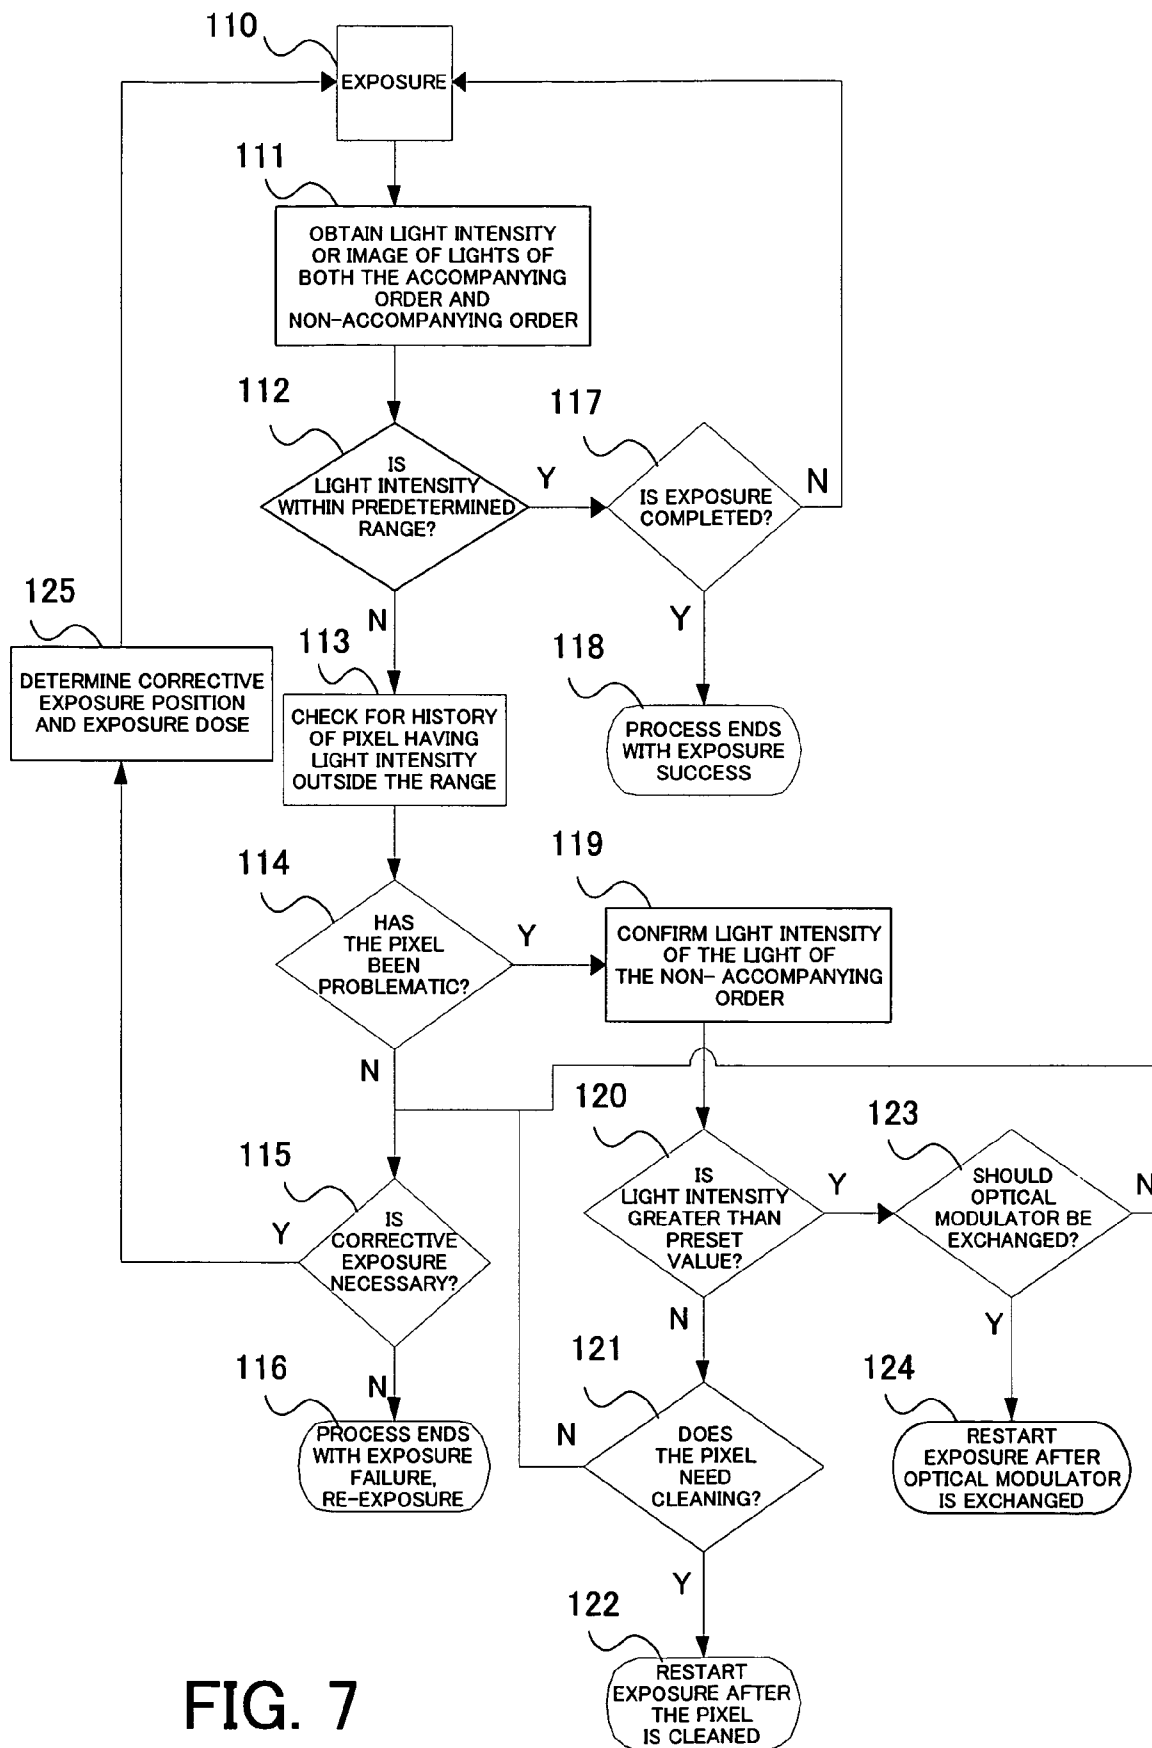 110
EXPOSURE
111
OBTAIN LIGHT INTENSITY
OR IMAGE OF LIGHTS OF
BOTH THE ACCOMPANYING
ORDER AND
NON-ACCOMPANYING ORDER
112
IS
LIGHT INTENSITY
WITHIN PREDETERMINED
RANGE?
Y
N
117
IS EXPOSURE
COMPLETED?
N
Y
118
PROCESS ENDS
WITH EXPOSURE
SUCCESS
125
DETERMINE CORRECTIVE
EXPOSURE POSITION
AND EXPOSURE DOSE
113
CHECK FOR HISTORY
OF PIXEL HAVING
LIGHT INTENSITY
OUTSIDE THE RANGE
114
HAS
THE PIXEL
BEEN
PROBLEMATIC?
Y
N
119
CONFIRM LIGHT INTENSITY
OF THE LIGHT OF
THE NON- ACCOMPANYING
ORDER
115
IS
CORRECTIVE
EXPOSURE
NECESSARY?
Y
N
116
PROCESS ENDS
WITH EXPOSURE
FAILURE,
RE-EXPOSURE
120
IS
LIGHT INTENSITY
GREATER THAN
PRESET
VALUE?
Y
N
123
SHOULD
OPTICAL
MODULATOR BE
EXCHANGED?
N
Y
124
RESTART
EXPOSURE AFTER
OPTICAL MODULATOR
IS EXCHANGED
121
DOES
THE PIXEL
NEED
CLEANING?
N
Y
122
RESTART
EXPOSURE AFTER
THE PIXEL
IS CLEANED
FIG. 7